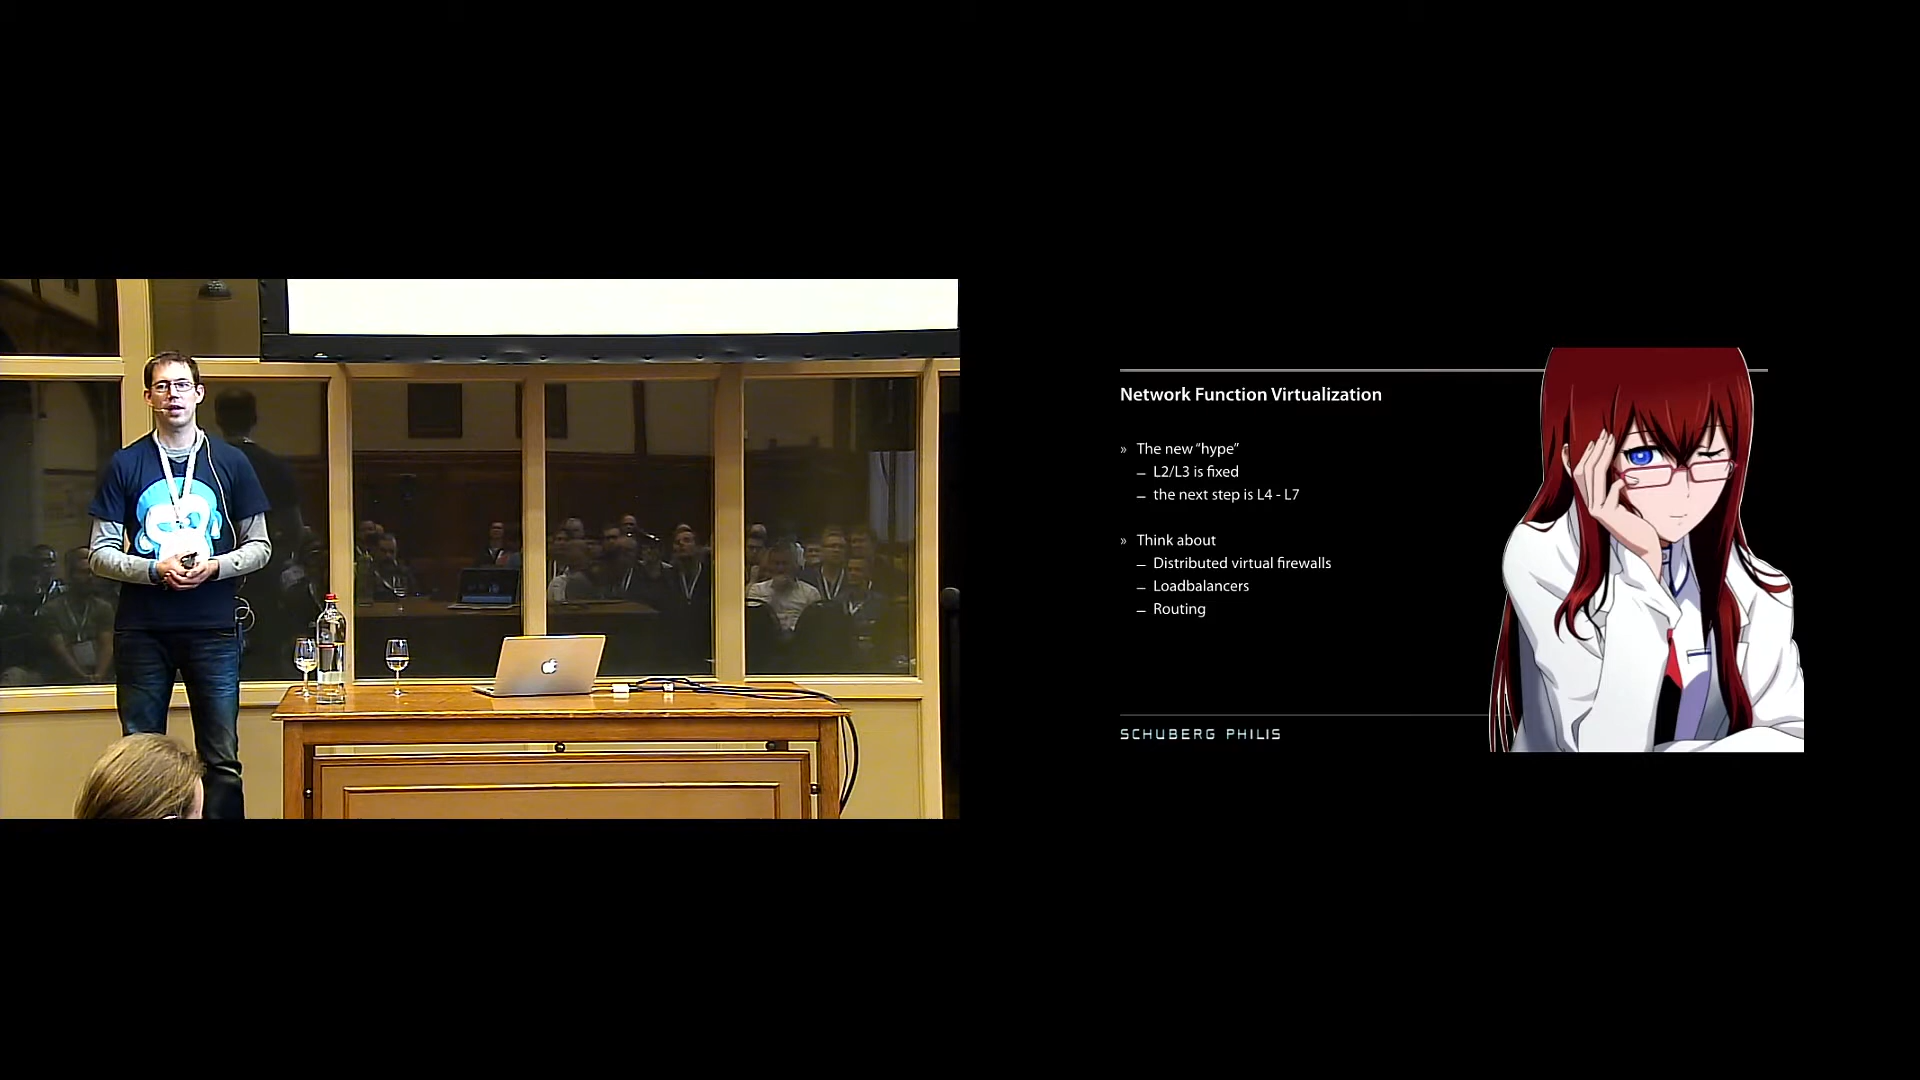 Network Function Virtualization
» The new “hype”
– L2/L3 is fixed
– the next step is L4 - L7
» Think about
– Distributed virtual firewalls
– Loadbalancers
– Routing
SCHUBERG PHILIS